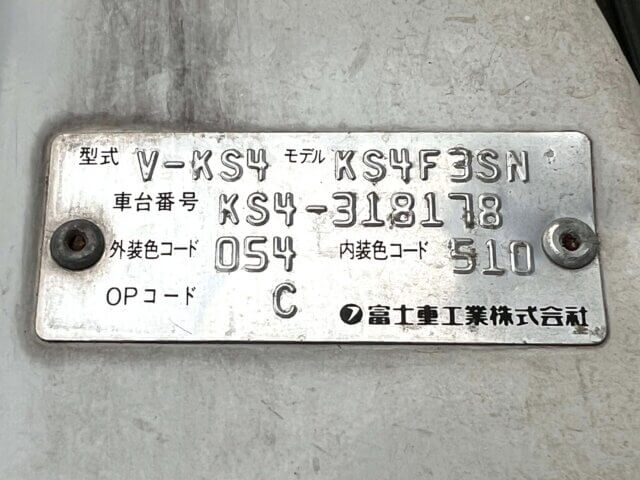 型式 V-KS4 モデル KS4F3SN
車台番号 KS4-318178
外装色コード 054 内装色コード 510
OPコード C
フ 富士重工業株式会社